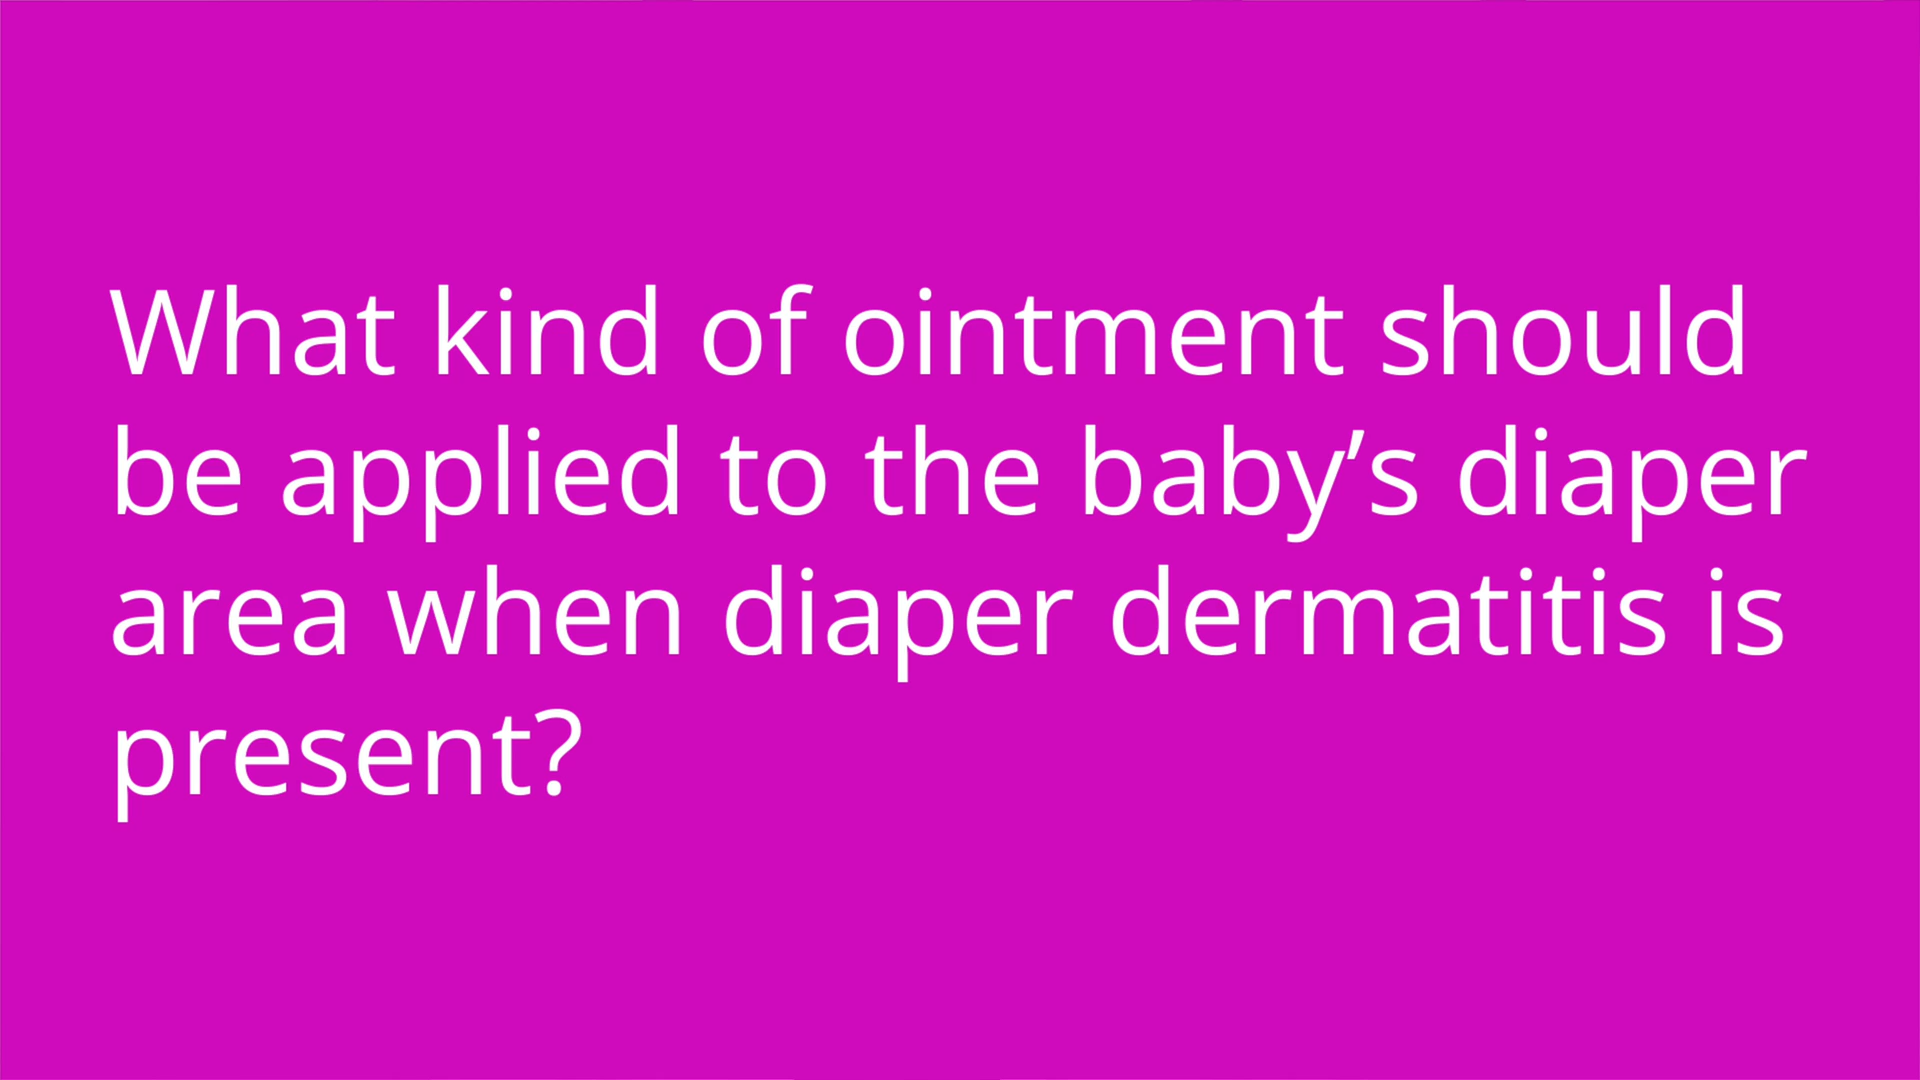 What kind of ointment should
be applied to the baby’s diaper
area when diaper dermatitis is
present?